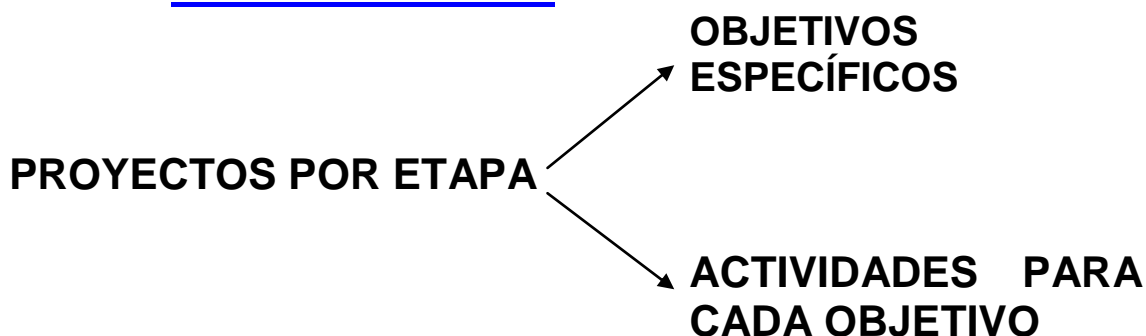 OBJETIVOS
ESPECÍFICOS
PROYECTOS POR ETAPA
ACTIVIDADES PARA
CADA OBJETIVO